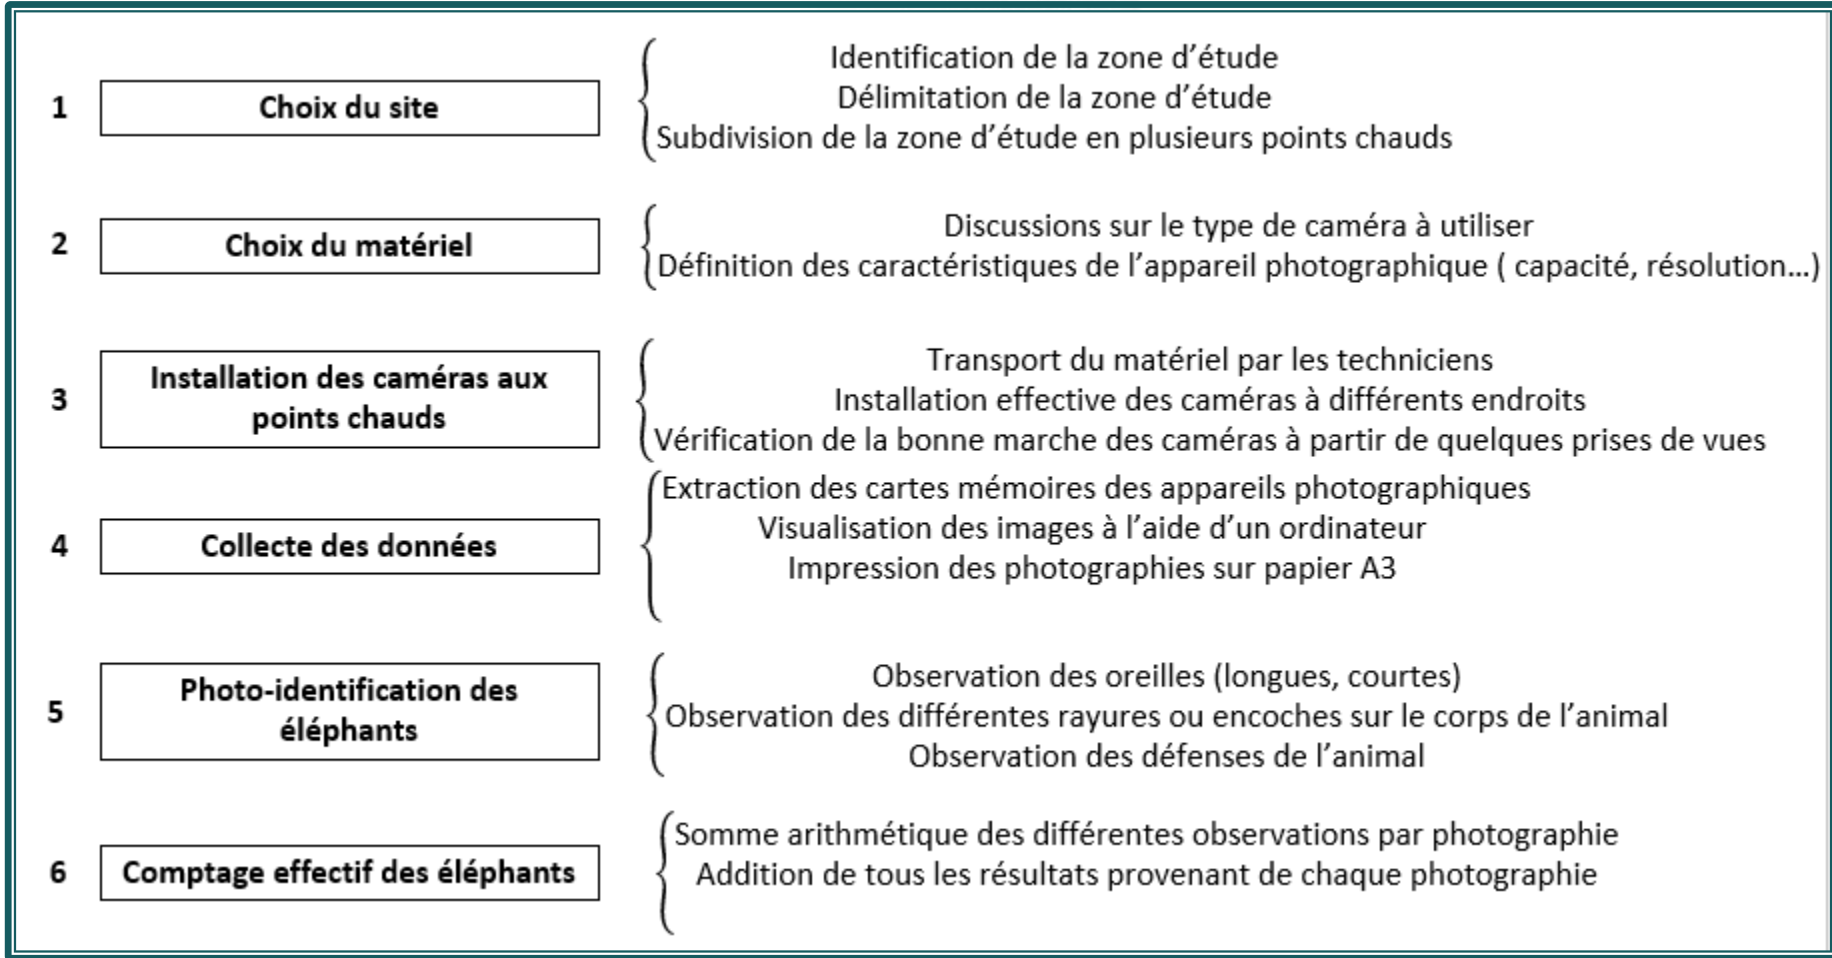 1
Choix du site
Identification de la zone d’étude
Délimitation de la zone d’étude
Subdivision de la zone d’étude en plusieurs points chauds
2
Choix du matériel
Discussions sur le type de caméra à utiliser
Définition des caractéristiques de l’appareil photographique ( capacité, résolution...)
3
Installation des caméras aux
points chauds
Transport du matériel par les techniciens
Installation effective des caméras à différents endroits
Vérification de la bonne marche des caméras à partir de quelques prises de vues
4
Collecte des données
Extraction des cartes mémoires des appareils photographiques
Visualisation des images à l’aide d’un ordinateur
Impression des photographies sur papier A3
5
Photo-identification des
éléphants
Observation des oreilles (longues, courtes)
Observation des différentes rayures ou encoches sur le corps de l’animal
Observation des défenses de l’animal
6
Comptage effectif des éléphants
Somme arithmétique des différentes observations par photographie
Addition de tous les résultats provenant de chaque photographie